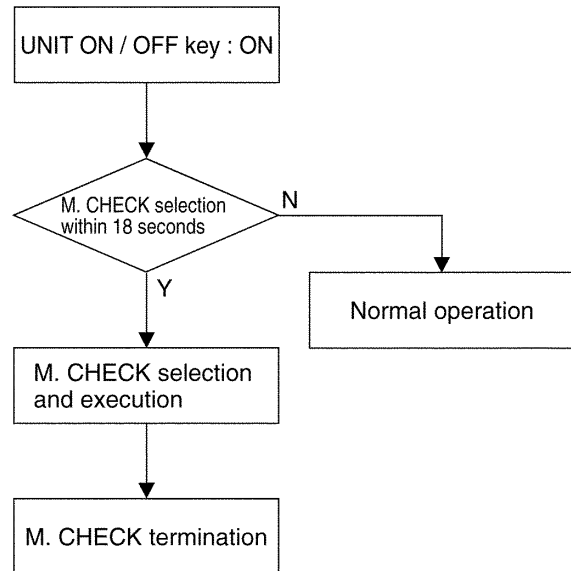 UNIT ON / OFF key : ON
M. CHECK selection
within 18 seconds
N
Y
Normal operation
M. CHECK selection
and execution
M. CHECK termination